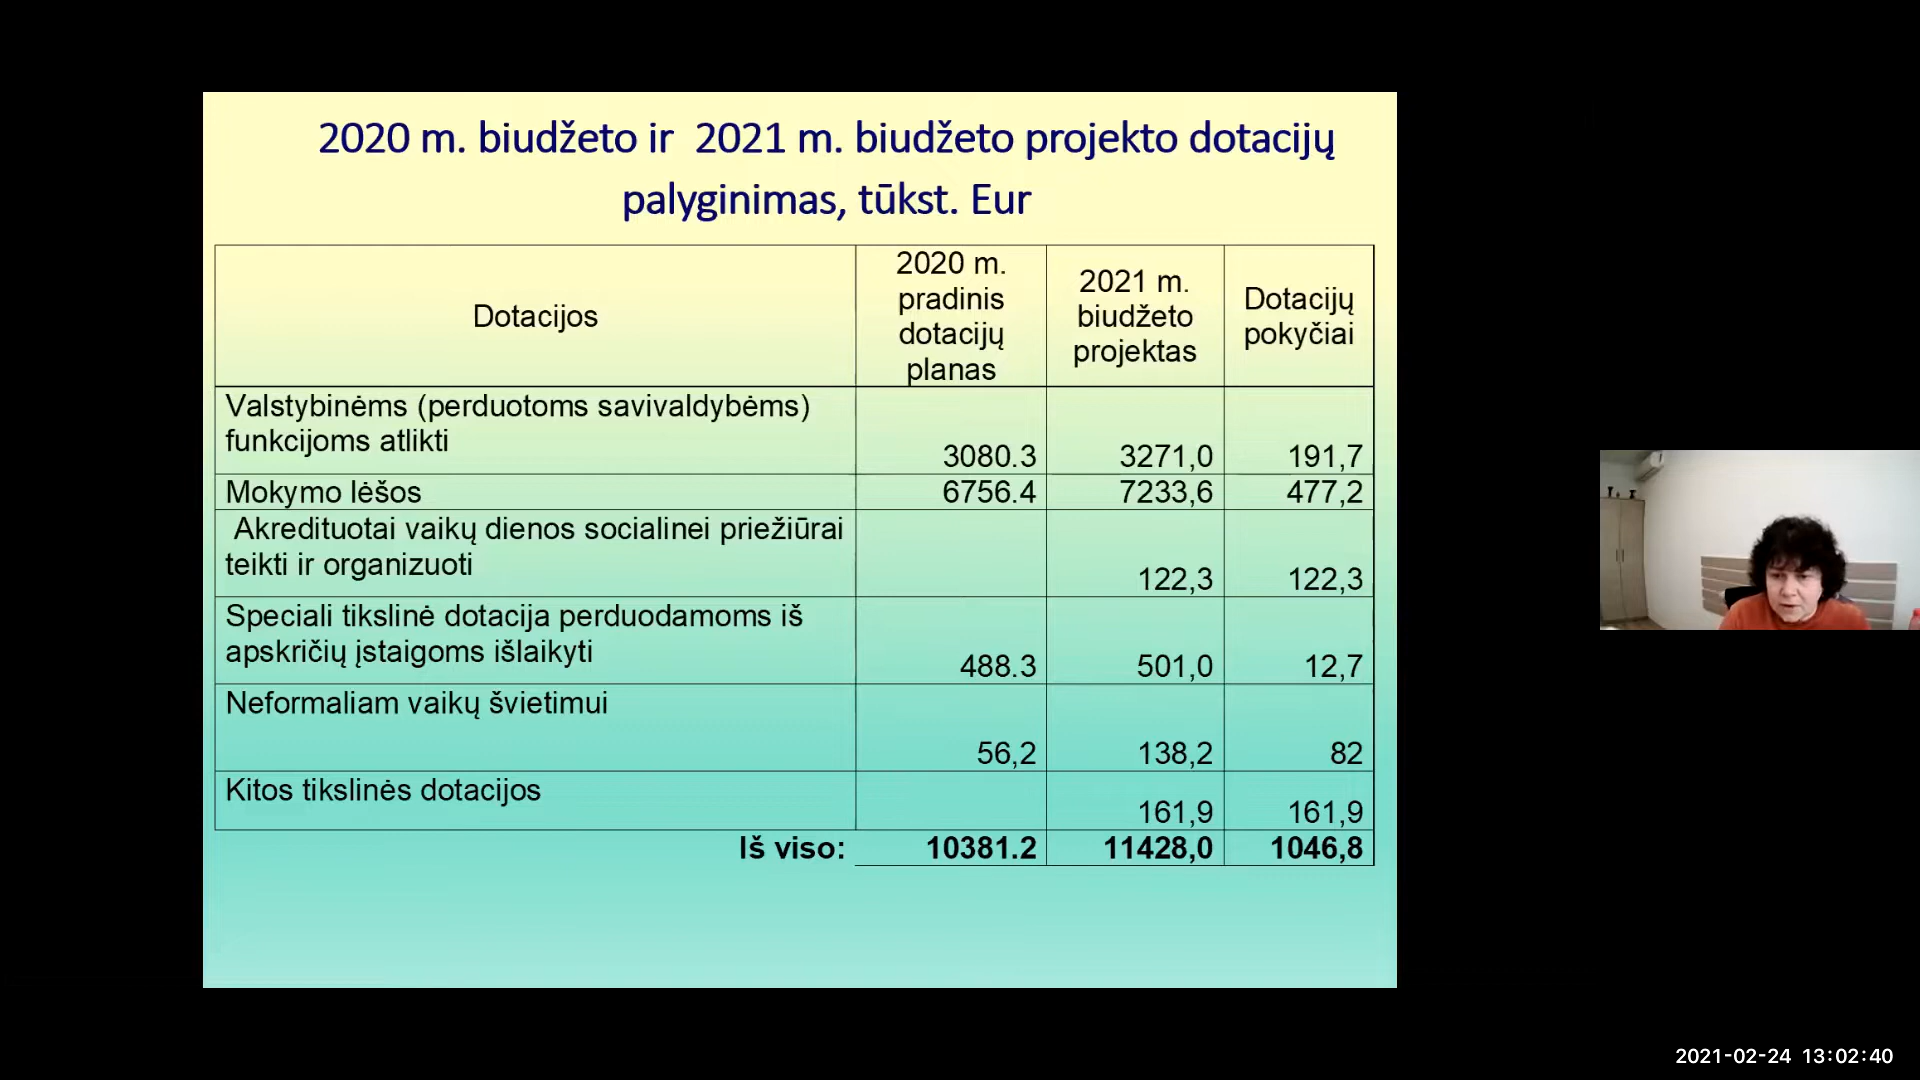 2020 m. biudžeto ir 2021 m. biudžeto projekto dotacijų
palyginimas, tūkst. Eur
Dotacijos
2020 m.
pradinis
dotacijų
planas
2021 m.
biudžeto
projektas
Dotacijų
pokyčiai
Valstybinėms (perduotoms savivaldybėms)
funkcijoms atlikti
3080.3 3271,0 191,7
Mokymo lėšos 6756.4 7233,6 477,2
Akredituotai vaikų dienos socialinei priežiūrai
teikti ir organizuoti
122,3 122,3
Speciali tikslinė dotacija perduodamoms iš
apskričių įstaigoms išlaikyti
488.3 501,0 12,7
Neformaliam vaikų švietimui
56,2 138,2 82
Kitos tikslinės dotacijos
161,9 161,9
Iš viso: 10381.2 11428,0 1046,8
2021-02-24 13:02:40